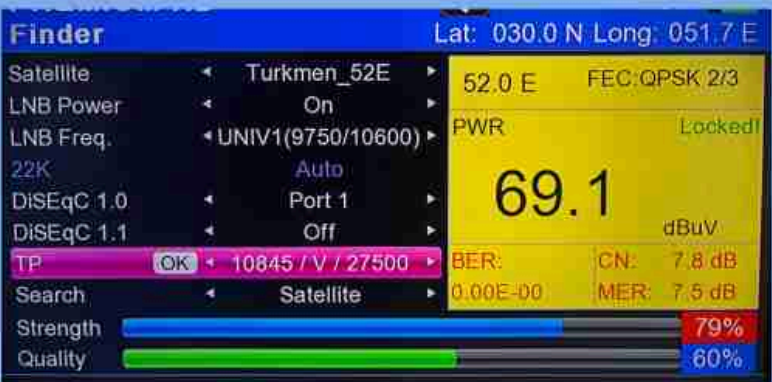 Finder Lat: 030.0 N Long: 051.7 E
Satellite Turkmen_52E
LNB Power On
LNB Freq. UNIV1(9750/10600)
22K Auto
DiSEqC 1.0 Port 1
DiSEqC 1.1 Off
TP OK 10845 / V / 27500
Search Satellite
52.0 E FEC:QPSK 2/3
PWR Locked!
69.1
dBuV
BER: CN: 7.8 dB
0.00E-00 MER: 7.5 dB
Strength 79%
Quality 60%